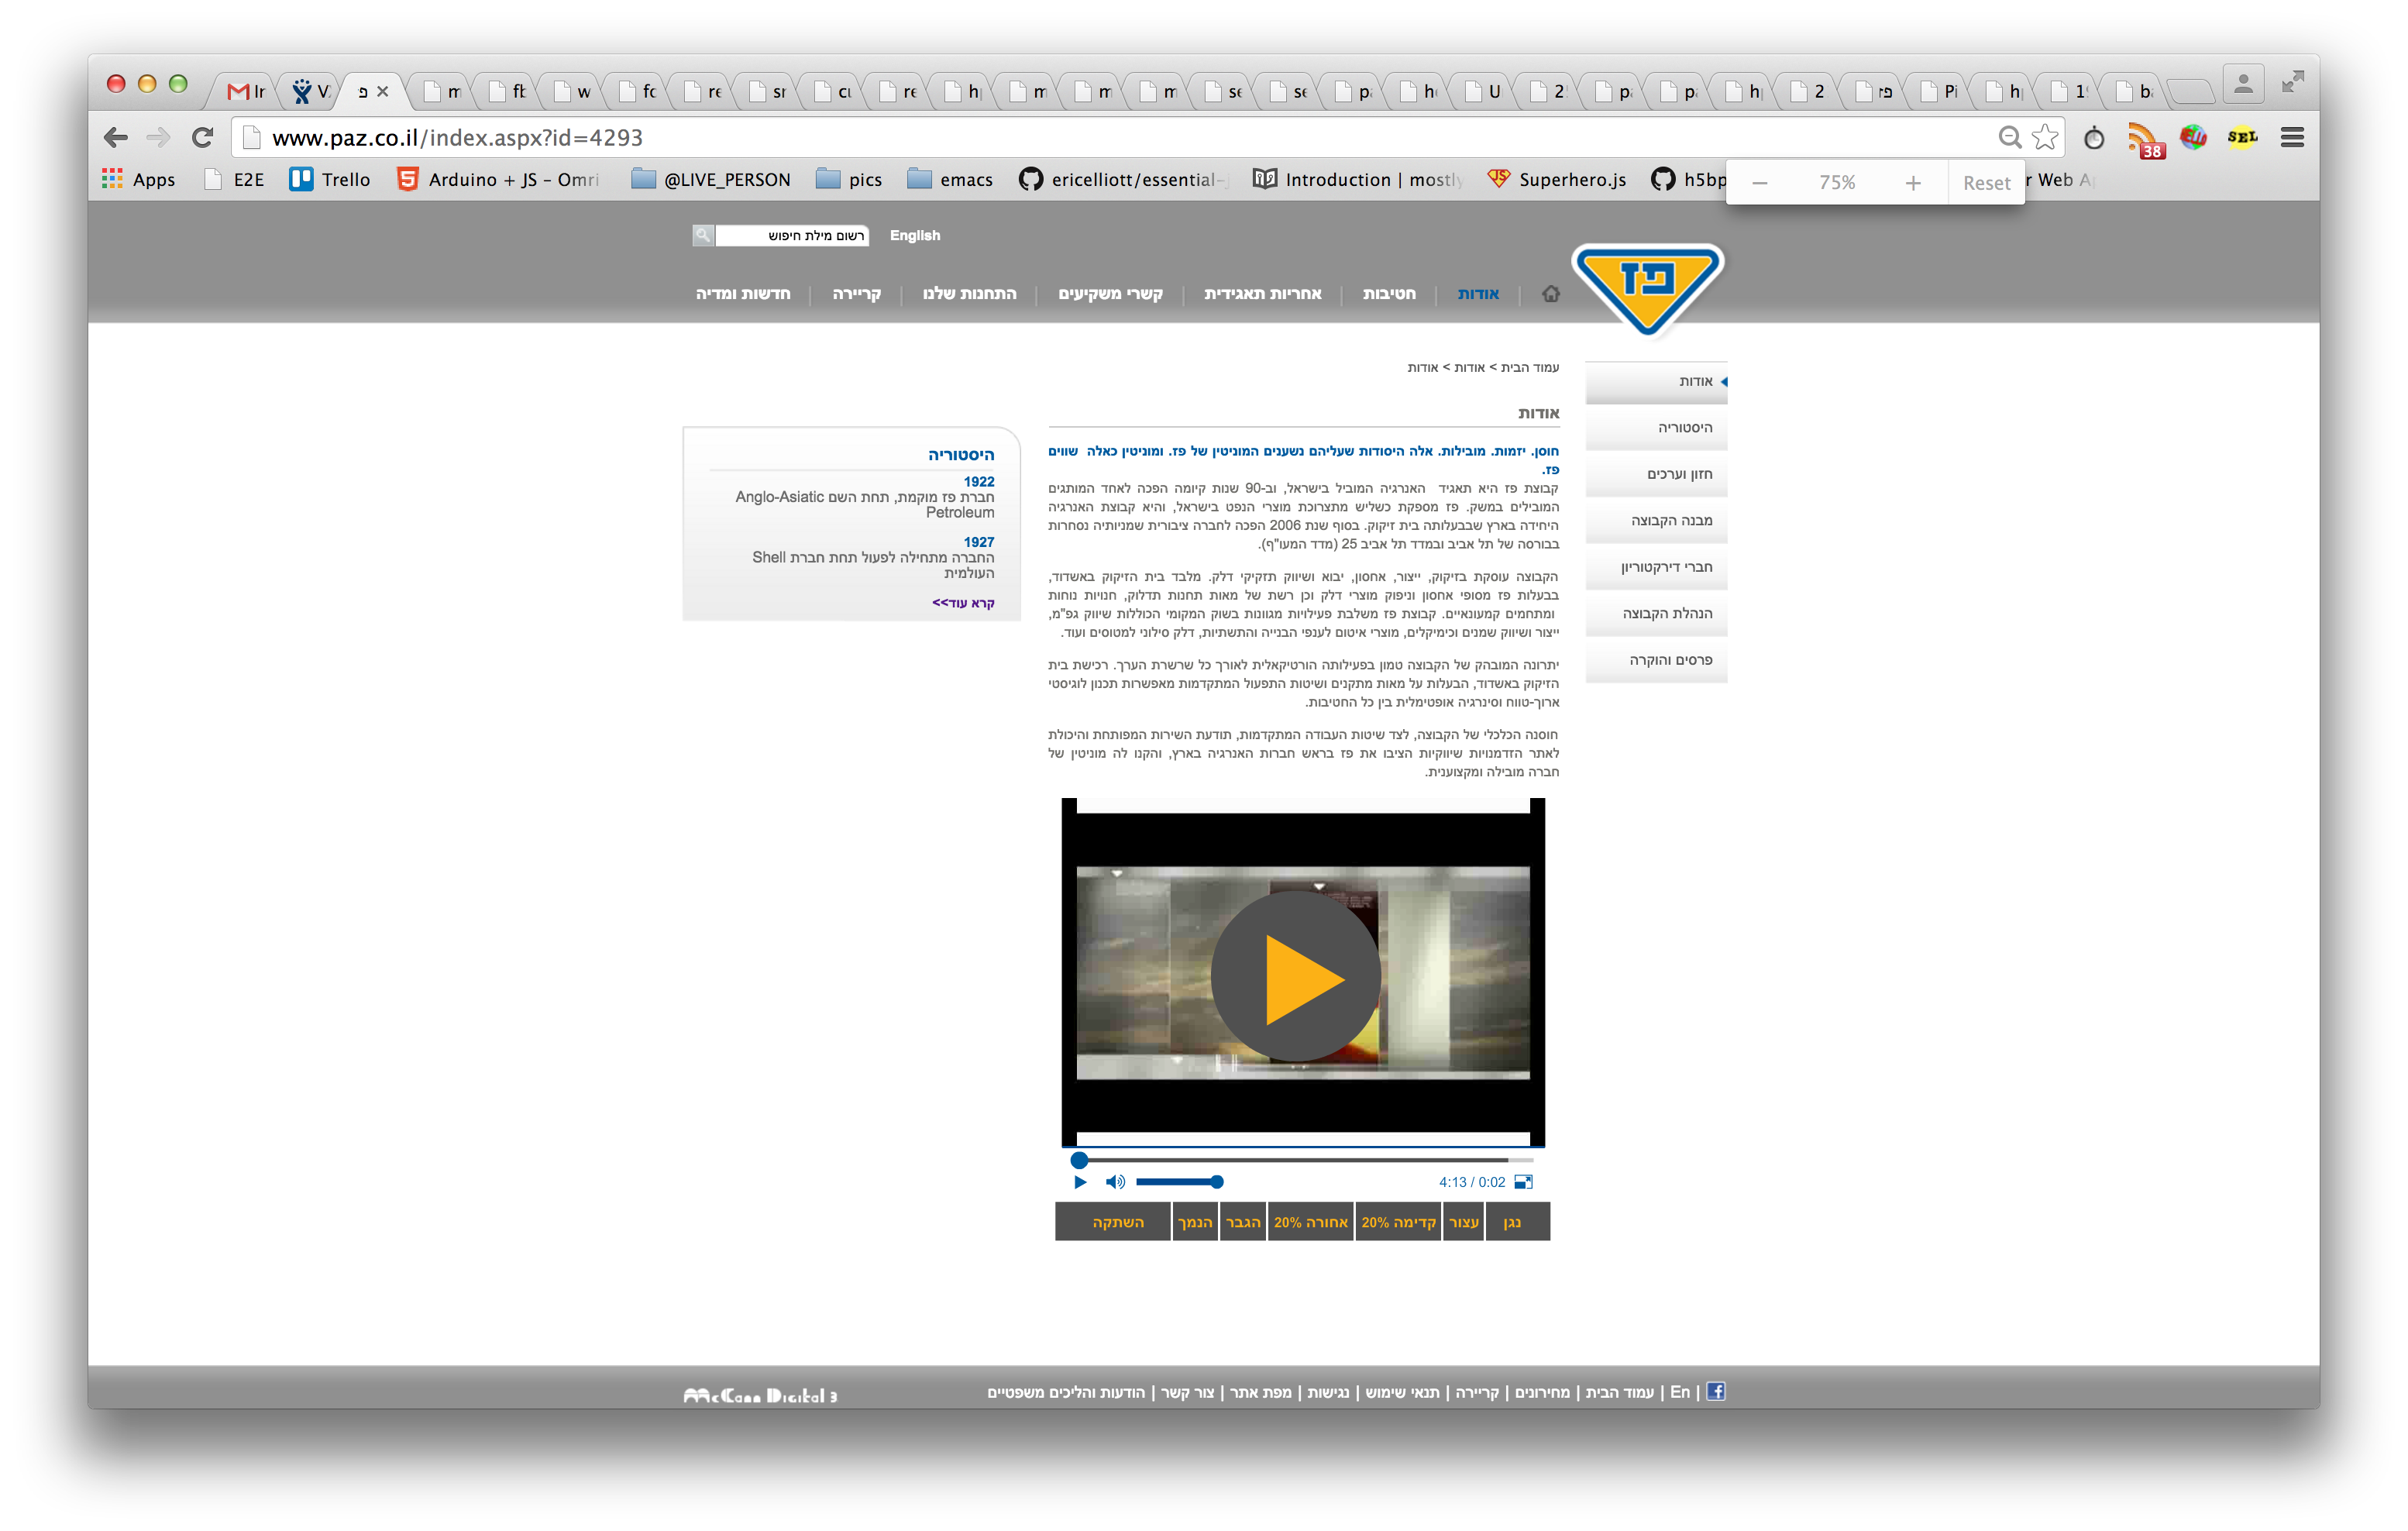 In
V
פ
m
fb
w
fc
re
sr
cu
re
h
m
m
m
se
se
p
h
U
2
p
p
h
2
פז
Pi
h
1
b
www.paz.co.il/index.aspx?id=4293
38
SEL
Apps
E2E
Trello
Arduino + JS – Omri
@LIVE_PERSON
pics
emacs
ericelliott/essential-
Introduction | mostly
Superhero.js
h5bp
r Web A
75%
Reset
רשום מילת חיפוש
English
פז
אודות
חטיבות
אחריות תאגידית
קשרי משקיעים
התחנות שלנו
קריירה
חדשות ומדיה
אודות
היסטוריה
חזון וערכים
מבנה הקבוצה
חברי דירקטוריון
הנהלת הקבוצה
פרסים והוקרה
עמוד הבית > אודות > אודות
אודות
חוסן. יזמות. מובילות. אלה היסודות שעליהם נשענים המוניטין של פז. ומוניטין כאלה שווים
פז.
קבוצת פז היא תאגיד האנרגיה המוביל בישראל, וב-90 שנות קיומה הפכה לאחד המותגים
המובילים במשק. פז מספקת כשליש מתצרוכת מוצרי הנפט בישראל, והיא קבוצת האנרגיה
היחידה בארץ שבבעלותה בית זיקוק. בסוף שנת 2006 הפכה לחברה ציבורית שמניותיה נסחרות
בבורסה של תל אביב ובמדד תל אביב 25 (מדד המעו"ף).
הקבוצה עוסקת בזיקוק, ייצור, אחסון, יבוא ושיווק תזקיקי דלק. מלבד בית הזיקוק באשדוד,
בבעלות פז מסופי אחסון וניפוק מוצרי דלק וכן רשת של מאות תחנות תדלוק, חנויות נוחות
ומתחמים קמעונאיים. קבוצת פז משלבת פעילויות מגוונות בשוק המקומי הכוללות שיווק גפ"מ,
ייצור ושיווק שמנים וכימיקלים, מוצרי איטום לענפי הבנייה והתשתיות, דלק סילוני למטוסים ועוד.
יתרונה המובהק של הקבוצה טמון בפעילותה הורטיקאלית לאורך כל שרשרת הערך. רכישת בית
הזיקוק באשדוד, הבעלות על מאות מתקנים ושיטות התפעול המתקדמות מאפשרות תכנון לוגיסטי
ארוך-טווח וסינרגיה אופטימלית בין כל החטיבות.
חוסנה הכלכלי של הקבוצה, לצד שיטות העבודה המתקדמות, תודעת השירות המפותחת והיכולת
לאתר הזדמנויות שיווקיות הציבו את פז בראש חברות האנרגיה בארץ, והקנו לה מוניטין של
חברה מובילה ומקצוענית.
היסטוריה
1922
חברת פז מוקמת, תחת השם Anglo-Asiatic
Petroleum
1927
החברה מתחילה לפעול תחת חברת Shell
העולמית
קרא עוד>>
4:13 / 0:02
נגן
עצור
קדימה 20%
אחורה 20%
הגבר
הנמך
השתקה
En | עמוד הבית | מחירונים | קריירה | תנאי שימוש | נגישות | מפת אתר | צור קשר | הודעות והליכים משפטיים
McCann Digital 3